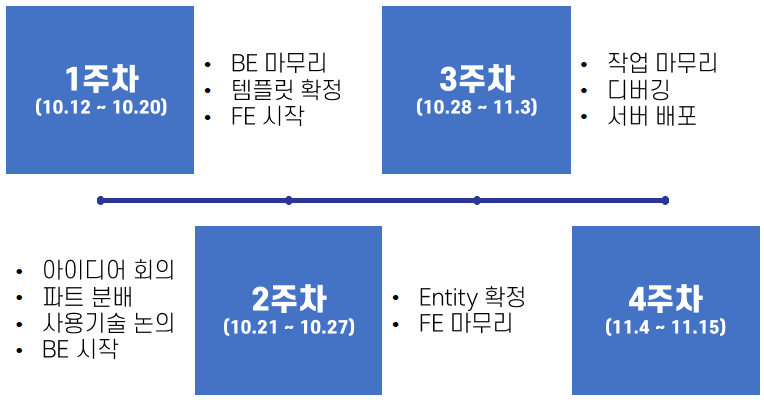 1주차
(10.12 ~ 10.20)
• 아이디어 회의
• 파트 분배
• 사용기술 논의
• BE 시작
2주차
(10.21 ~ 10.27)
• BE 마무리
• 템플릿 확정
• FE 시작
3주차
(10.28 ~ 11.3)
• Entity 확정
• FE 마무리
4주차
(11.4 ~ 11.15)
• 작업 마무리
• 디버깅
• 서버 배포